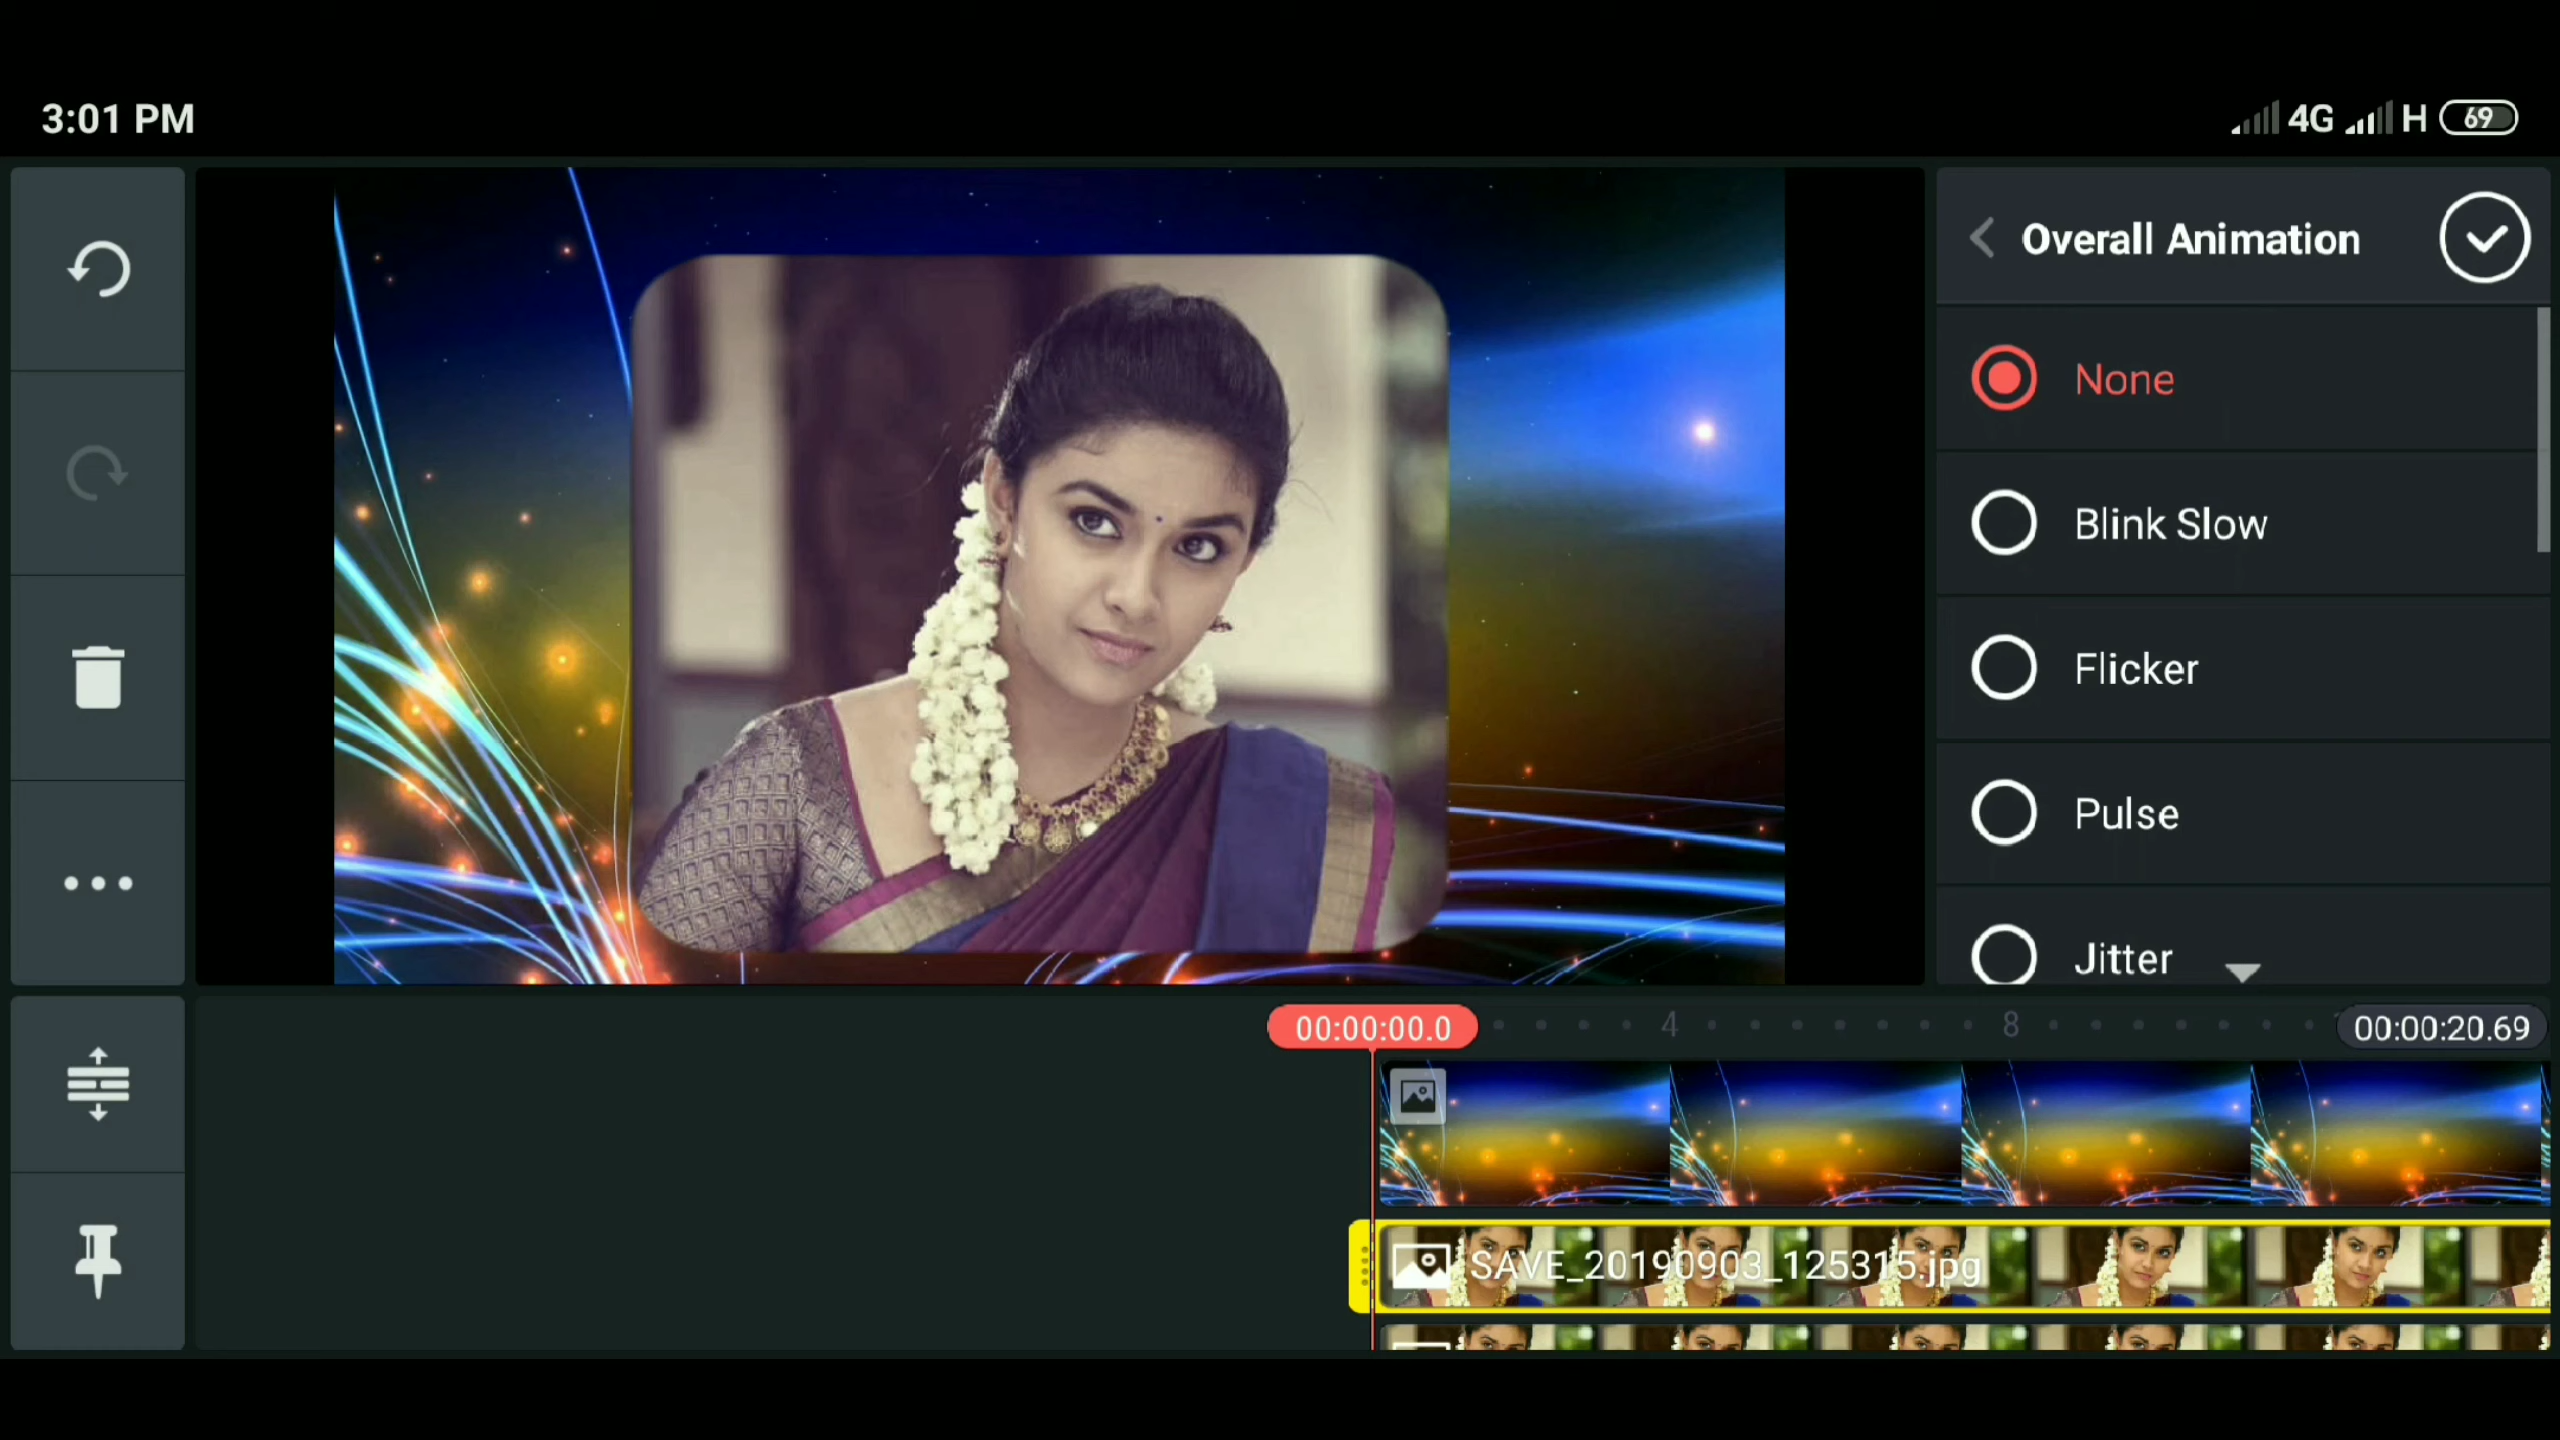 3:01 PM
4G H 69
Overall Animation
None
Blink Slow
Flicker
Pulse
Jitter
00:00:00.0
4
8
00:00:20.69
SAVE_20190903_125315.jpg